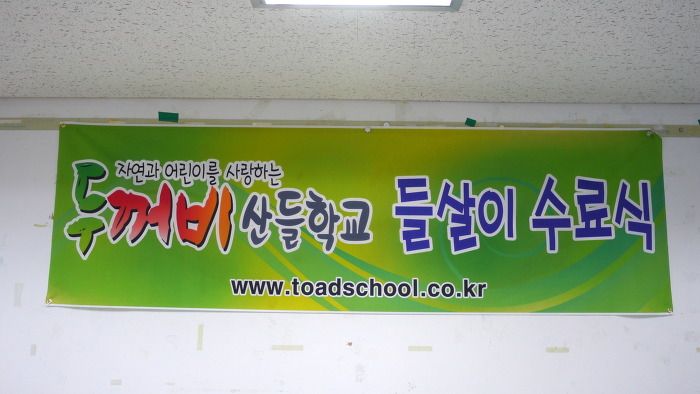 자연과 어린이를 사랑하는
두꺼비 산들학교 들살이 수료식
www.toadschool.co.kr